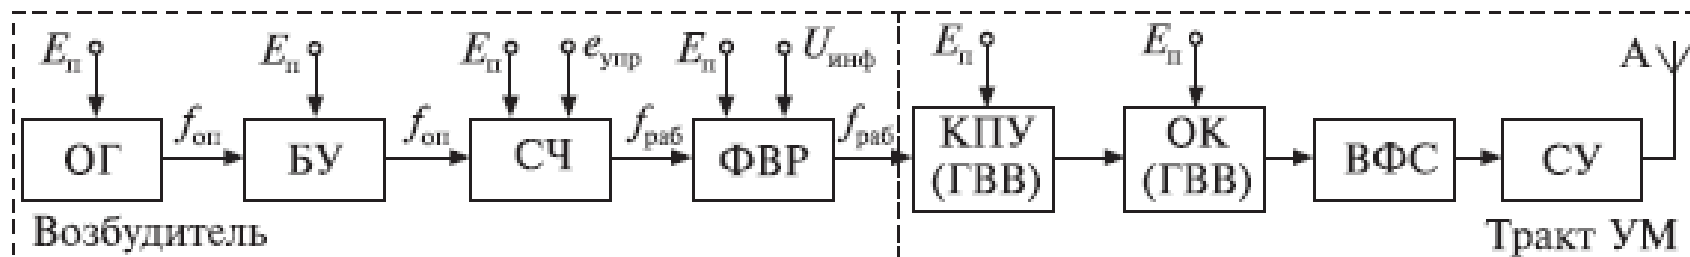 Eп
Eп
Eп
eупр
Eп
Uинф
Eп
Eп
А
fоп
fоп
fраб
fраб
ОГ
БУ
СЧ
ФВР
КПУ
(ГВВ)
ОК
(ГВВ)
ВФС
СУ
Возбудитель
Тракт УМ